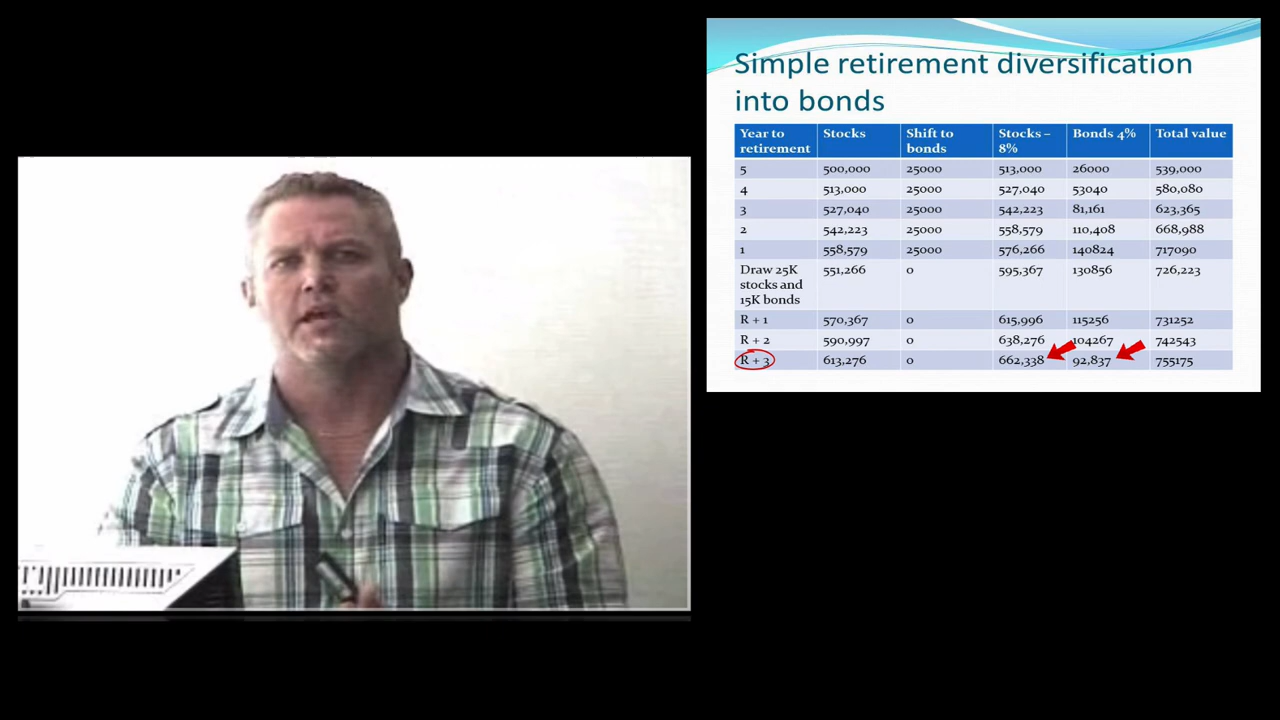 Simple retirement diversification
into bonds
Year to retirement Stocks Shift to bonds Stocks – 8% Bonds 4% Total value
5 500,000 25000 513,000 26000 539,000
4 513,000 25000 527,040 53040 580,080
3 527,040 25000 542,223 81,161 623,365
2 542,223 25000 558,579 110,408 668,988
1 558,579 25000 576,266 140824 717090
Draw 25K stocks and 15K bonds 551,266 0 595,367 130856 726,223
R + 1 570,367 0 615,996 115256 731252
R + 2 590,997 0 638,276 104267 742543
R + 3 613,276 0 662,338 92,837 755175